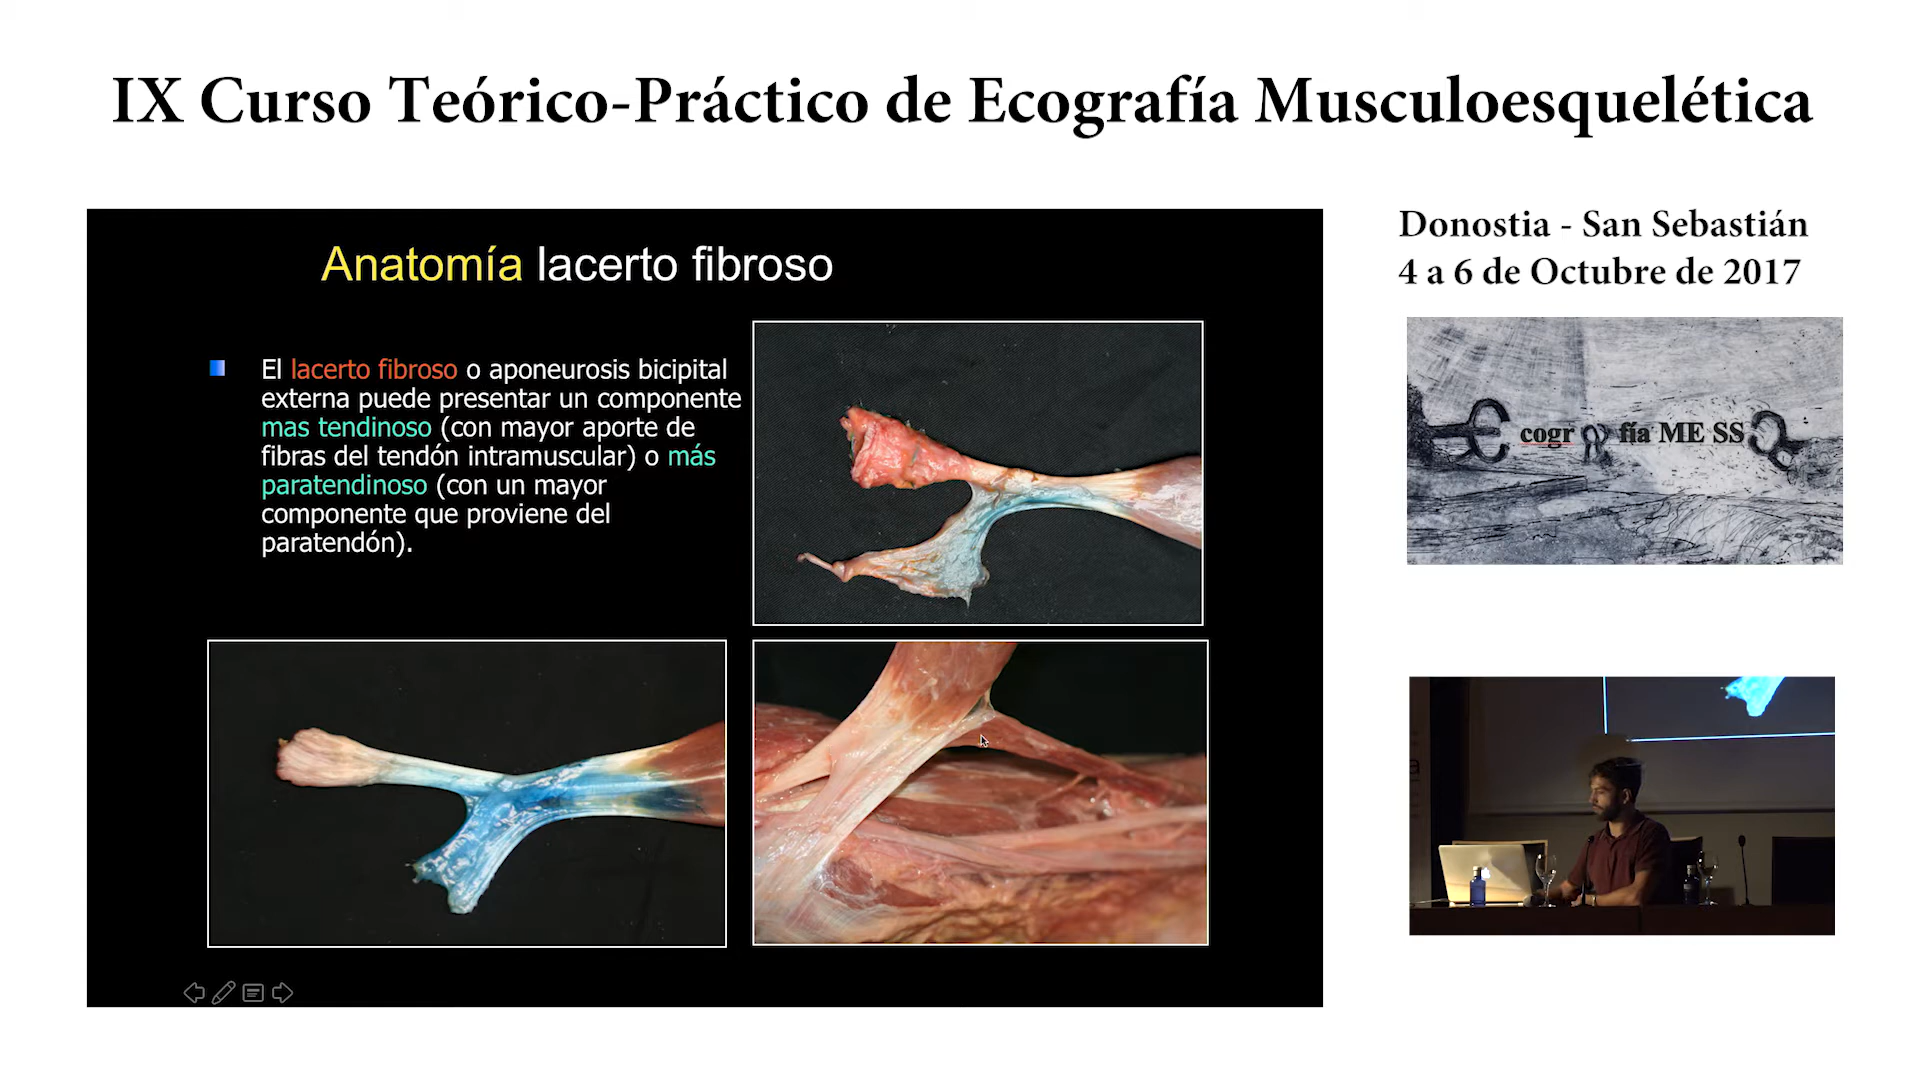 IX Curso Teórico-Práctico de Ecografía Musculoesquelética
Donostia - San Sebastián
4 a 6 de Octubre de 2017
Anatomía lacerto fibroso
El lacerto fibroso o aponeurosis bicipital
externa puede presentar un componente
mas tendinoso (con mayor aporte de
fibras del tendón intramuscular) o más
paratendinoso (con un mayor
componente que proviene del
paratendón).
cogr fía ME SS